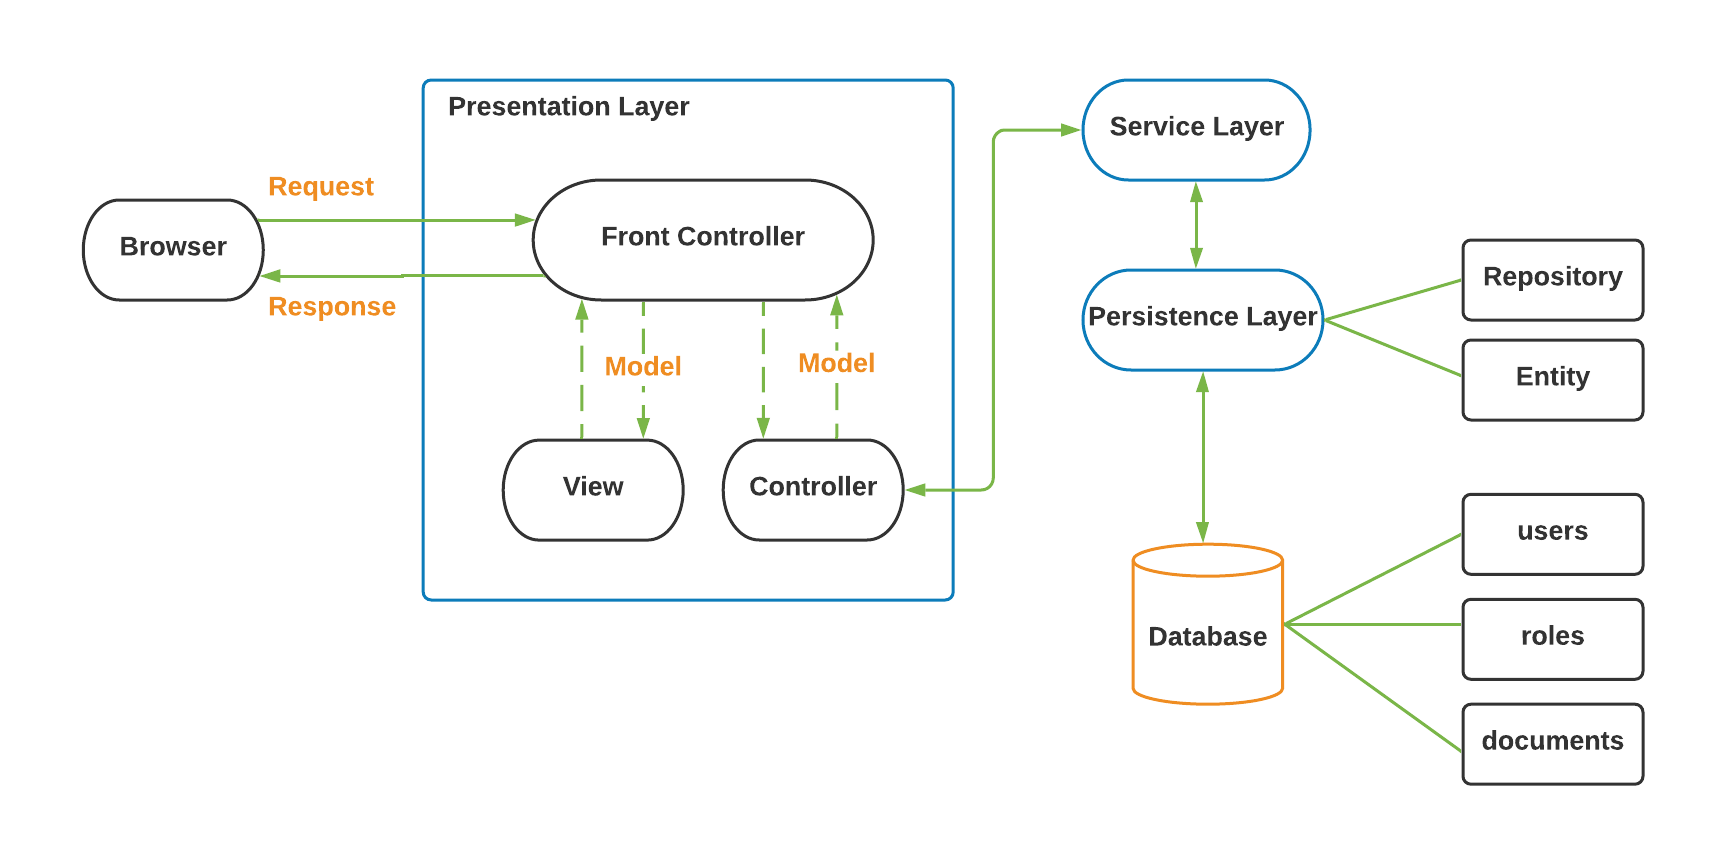 Presentation Layer
Service Layer
Request
Browser
Front Controller
Response
Model
Model
View
Controller
Persistence Layer
Repository
Entity
Database
users
roles
documents